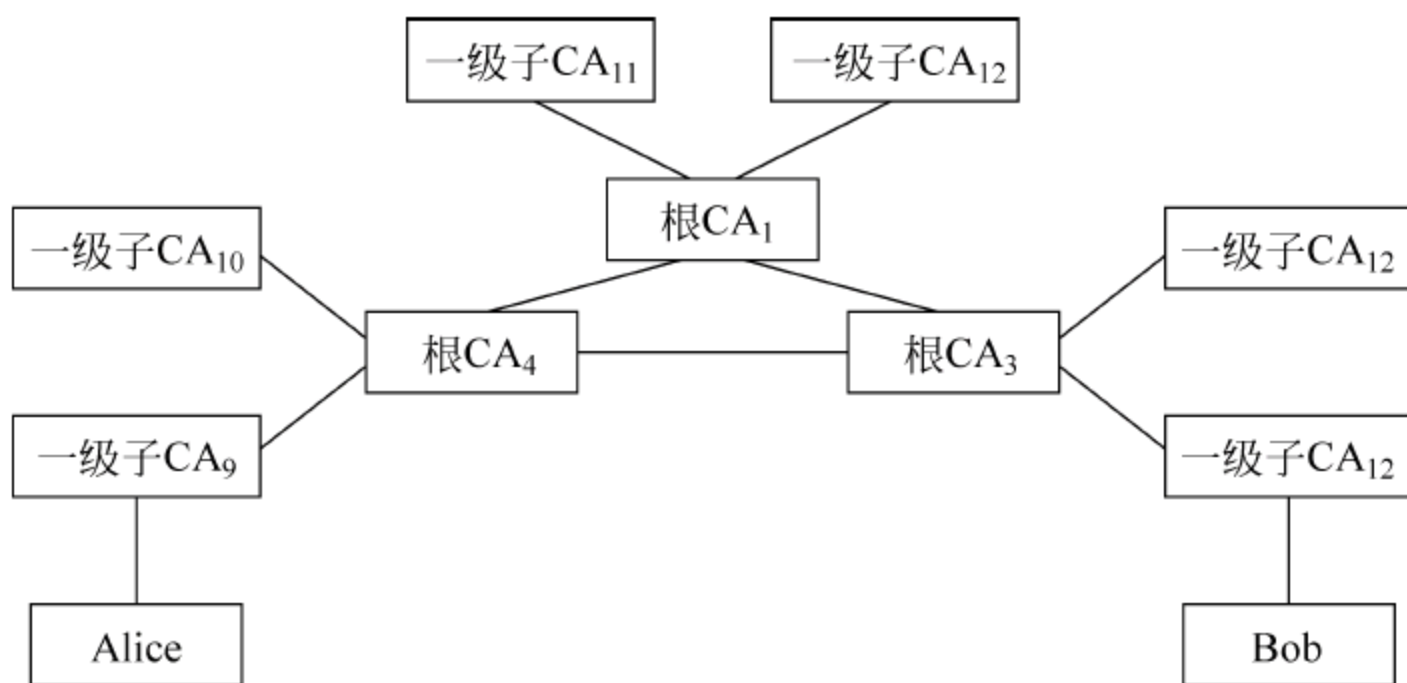 一级子CA₁₁
一级子CA₁₂
根CA₁
一级子CA₁₀
一级子CA₁₂
根CA₄
根CA₃
一级子CA₉
一级子CA₁₂
Alice
Bob